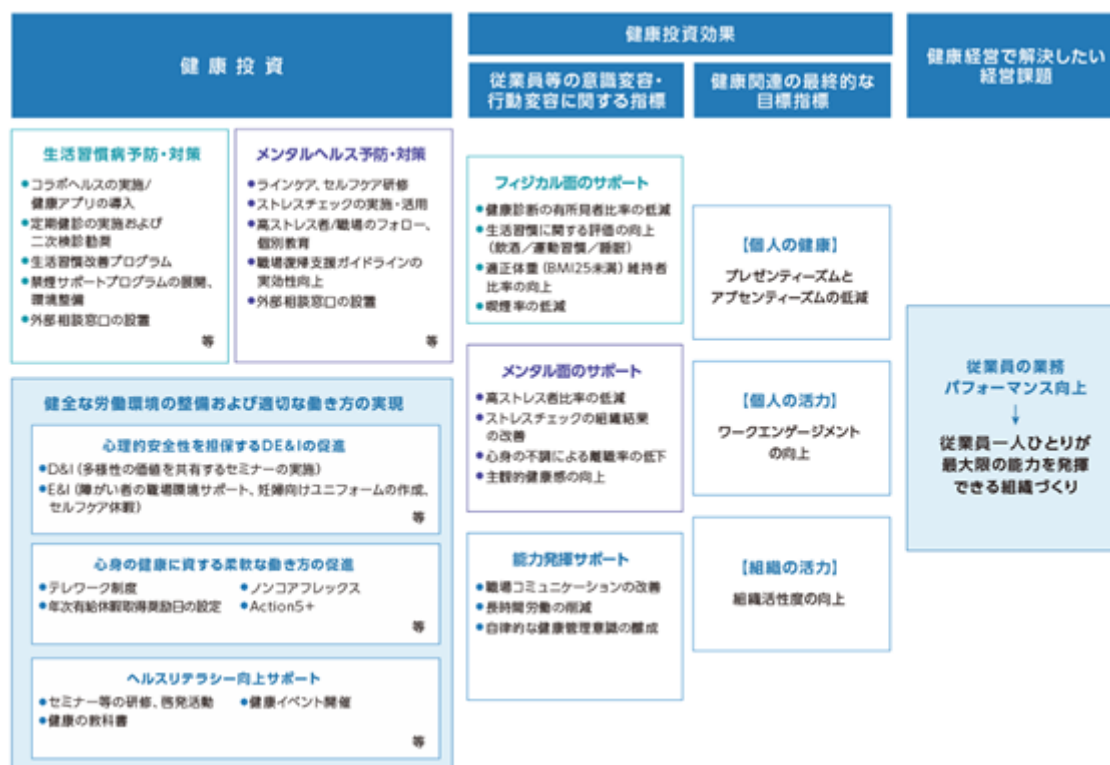 健康投資
健康投資効果
従業員等の意識変容・
行動変容に関する指標
健康関連の最終的な
目標指標
健康経営で解決したい
経営課題
生活習慣病予防・対策
●コラボヘルスの実施/
健康アプリの導入
●定期健診の実施および
二次検診勧奨
●生活習慣改善プログラム
●禁煙サポートプログラムの展開、
環境整備
●外部相談窓口の設置
等
メンタルヘルス予防・対策
●ラインケア、セルフケア研修
●ストレスチェックの実施・活用
●高ストレス者/職場のフォロー、
個別教育
●職場復帰支援ガイドラインの
実効性向上
●外部相談窓口の設置
等
健全な労働環境の整備および適切な働き方の実現
心理的安全性を担保するDE&Iの促進
●D&I（多様性の価値を共有するセミナーの実施）
●E&I（障がい者の職場環境サポート、妊婦向けユニフォームの作成、
セルフケア休暇）
等
心身の健康に資する柔軟な働き方の促進
●テレワーク制度
●ノンコアフレックス
●年次有給休暇取得奨励日の設定
●Action5+
等
ヘルスリテラシー向上サポート
●セミナー等の研修、啓発活動
●健康イベント開催
●健康の教科書
等
フィジカル面のサポート
●健康診断の有所見者比率の低減
●生活習慣に関する評価の向上
（飲酒／運動習慣／睡眠）
●適正体重（BMI25未満）維持者
比率の向上
●喫煙率の低減
メンタル面のサポート
●高ストレス者比率の低減
●ストレスチェックの組織結果
の改善
●心身の不調による離職率の低下
●主観的健康感の向上
能力発揮サポート
●職場コミュニケーションの改善
●長時間労働の削減
●自律的な健康管理意識の醸成
【個人の健康】
プレゼンティーズムと
アブセンティーズムの低減
【個人の活力】
ワークエンゲージメント
の向上
【組織の活力】
組織活性度の向上
従業員の業務
パフォーマンス向上
↓
従業員一人ひとりが
最大限の能力を発揮
できる組織づくり